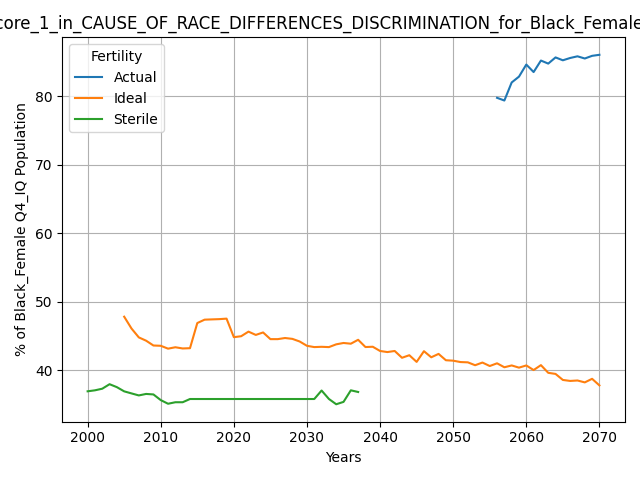 core_1_in_CAUSE_OF_RACE_DIFFERENCES_DISCRIMINATION_for_Black_Female
Fertility
Actual
Ideal
Sterile
% of Black_Female Q4_IQ Population
80
70
60
50
40
2000 2010 2020 2030 2040 2050 2060 2070
Years